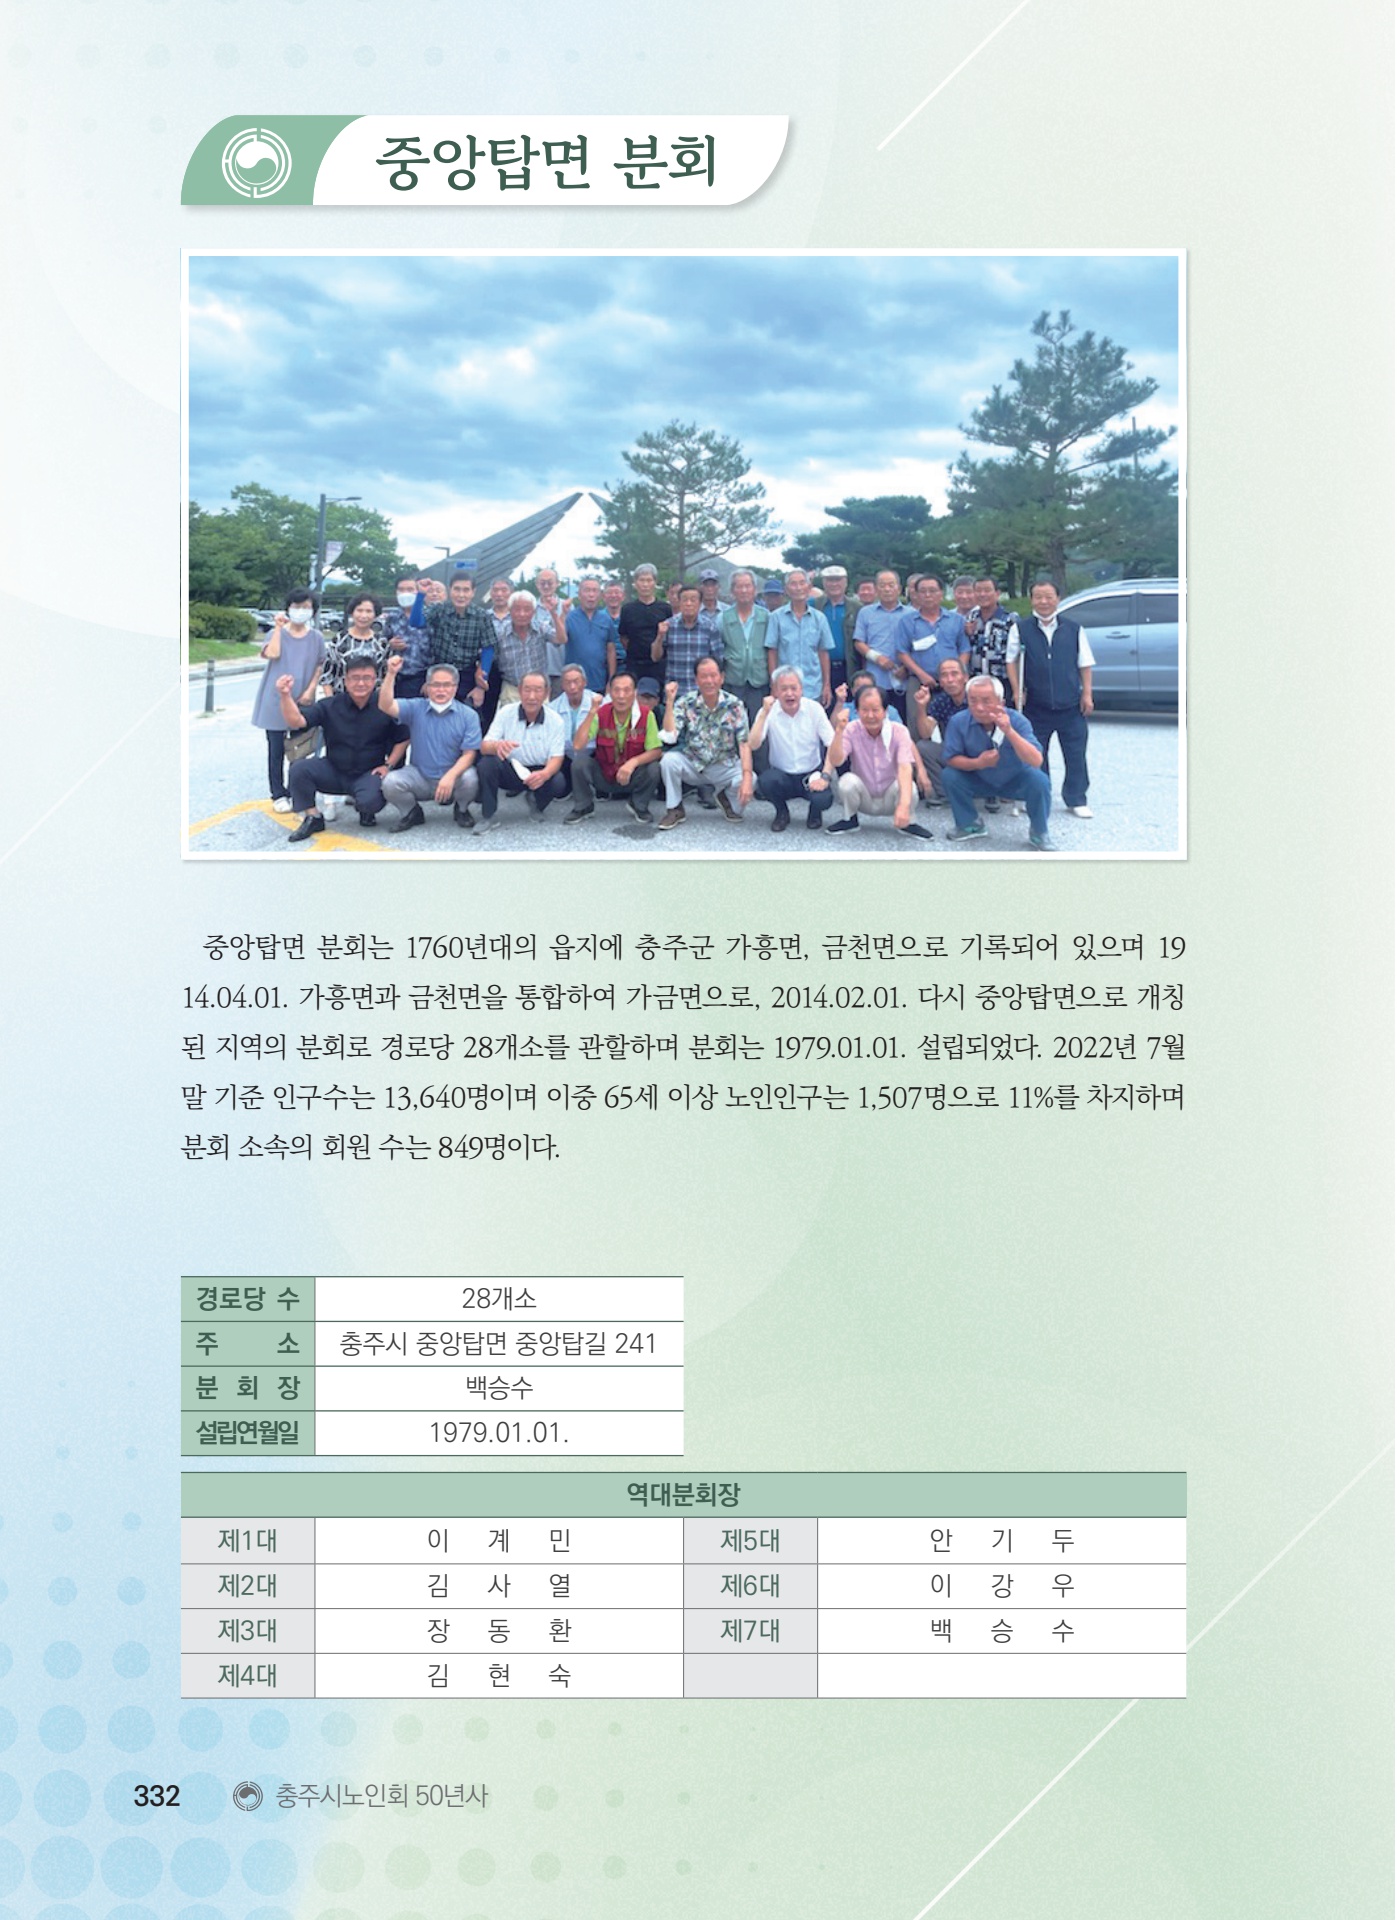 중앙탑면 분회
중앙탑면 분회는 1760년대의 읍지에 충주군 가흥면, 금천면으로 기록되어 있으며 19
14.04.01. 가흥면과 금천면을 통합하여 가금면으로, 2014.02.01. 다시 중앙탑면으로 개칭
된 지역의 분회로 경로당 28개소를 관할하며 분회는 1979.01.01. 설립되었다. 2022년 7월
말 기준 인구수는 13,640명이며 이중 65세 이상 노인인구는 1,507명으로 11%를 차지하며
분회 소속의 회원 수는 849명이다.
경로당 수 28개소
주 소 충주시 중앙탑면 중앙탑길 241
분 회 장 백승수
설립연월일 1979.01.01.
역대분회장
제1대 이 계 민 제5대 안 기 두
제2대 김 사 열 제6대 이 강 우
제3대 장 동 환 제7대 백 승 수
제4대 김 현 숙
332 충주시노인회 50년사